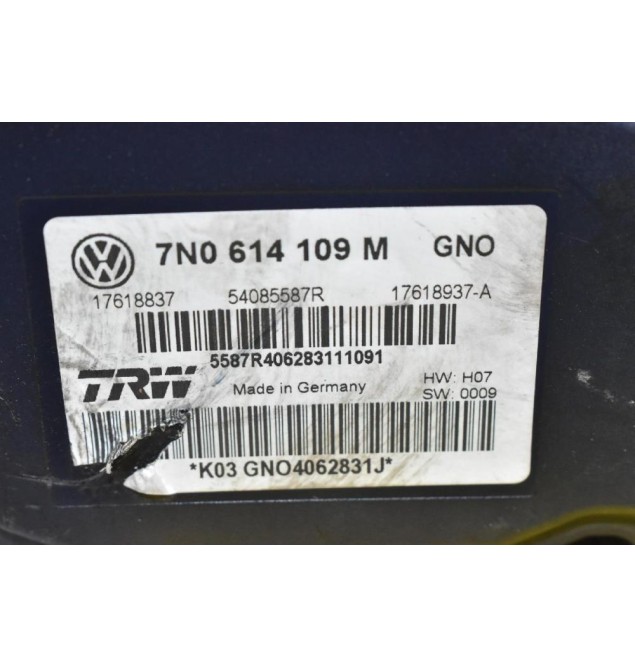 7N0 614 109 M GNO
17618837 54085587R 17618937-A
5587R406283111091
TRW Made in Germany HW: H07
SW: 0009
*K03 GNO4062831J*